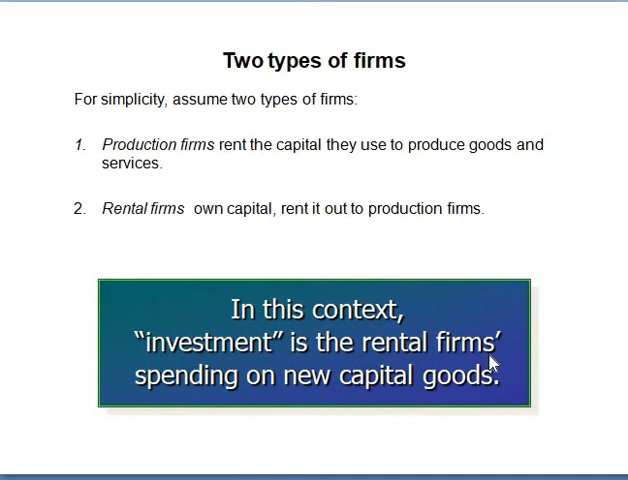 Two types of firms
For simplicity, assume two types of firms:
1. Production firms rent the capital they use to produce goods and
services.
2. Rental firms own capital, rent it out to production firms.
In this context,
“investment” is the rental firms’
spending on new capital goods.